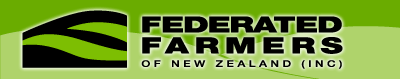 FEDERATED
FARMERS
OF NEW ZEALAND (INC)